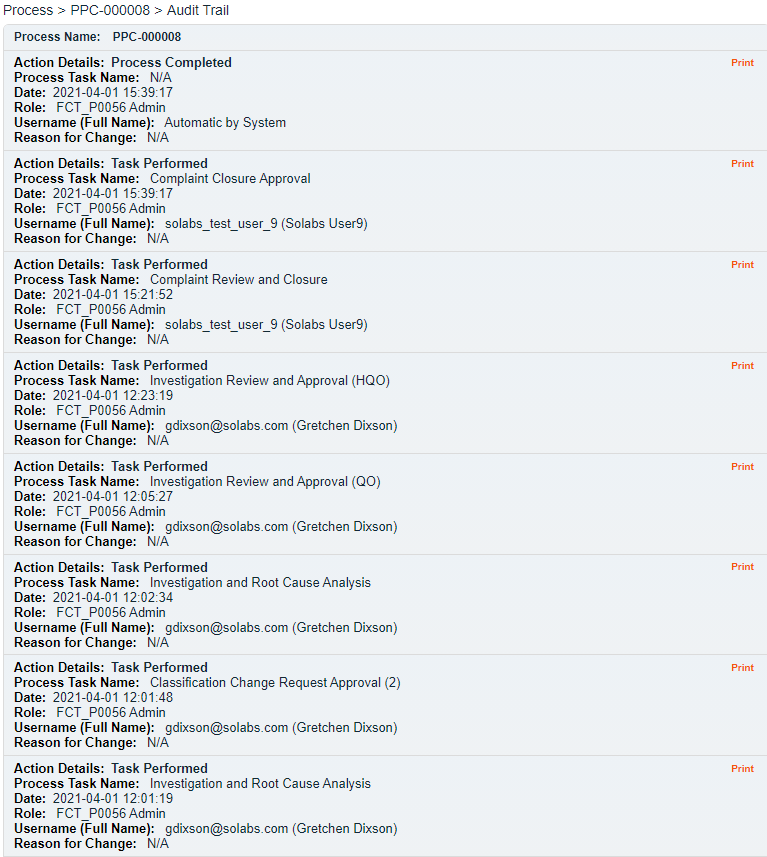 Process > PPC-000008 > Audit Trail
Process Name: PPC-000008
Action Details: Process Completed Print
Process Task Name: N/A
Date: 2021-04-01 15:39:17
Role: FCT_P0056 Admin
Username (Full Name): Automatic by System
Reason for Change: N/A
Action Details: Task Performed Print
Process Task Name: Complaint Closure Approval
Date: 2021-04-01 15:39:17
Role: FCT_P0056 Admin
Username (Full Name): solabs_test_user_9 (Solabs User9)
Reason for Change: N/A
Action Details: Task Performed Print
Process Task Name: Complaint Review and Closure
Date: 2021-04-01 15:21:52
Role: FCT_P0056 Admin
Username (Full Name): solabs_test_user_9 (Solabs User9)
Reason for Change: N/A
Action Details: Task Performed Print
Process Task Name: Investigation Review and Approval (HQO)
Date: 2021-04-01 12:23:19
Role: FCT_P0056 Admin
Username (Full Name): gdixson@solabs.com (Gretchen Dixson)
Reason for Change: N/A
Action Details: Task Performed Print
Process Task Name: Investigation Review and Approval (QO)
Date: 2021-04-01 12:05:27
Role: FCT_P0056 Admin
Username (Full Name): gdixson@solabs.com (Gretchen Dixson)
Reason for Change: N/A
Action Details: Task Performed Print
Process Task Name: Investigation and Root Cause Analysis
Date: 2021-04-01 12:02:34
Role: FCT_P0056 Admin
Username (Full Name): gdixson@solabs.com (Gretchen Dixson)
Reason for Change: N/A
Action Details: Task Performed Print
Process Task Name: Classification Change Request Approval (2)
Date: 2021-04-01 12:01:48
Role: FCT_P0056 Admin
Username (Full Name): gdixson@solabs.com (Gretchen Dixson)
Reason for Change: N/A
Action Details: Task Performed Print
Process Task Name: Investigation and Root Cause Analysis
Date: 2021-04-01 12:01:19
Role: FCT_P0056 Admin
Username (Full Name): gdixson@solabs.com (Gretchen Dixson)
Reason for Change: N/A